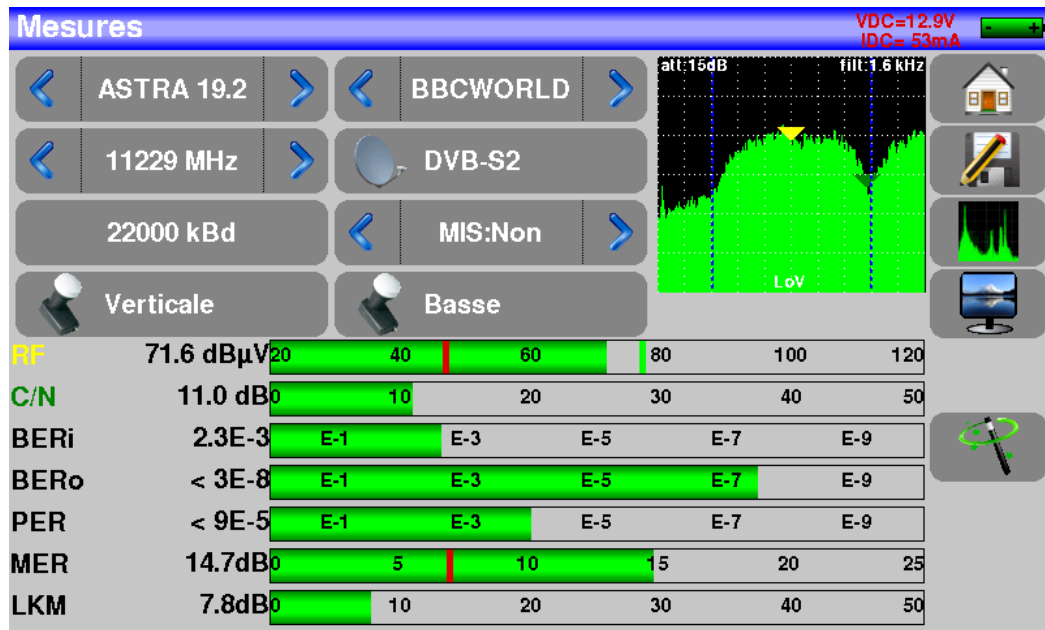 Mesures
VDC=12.9V
IDC= 53mA
- +
ASTRA 19.2
BBCWORLD
att:15dB
filt:1.6 kHz
11229 MHz
DVB-S2
22000 kBd
MIS:Non
LoV
Verticale
Basse
RF 71.6 dBµV 20 40 60 80 100 120
C/N 11.0 dB 0 10 20 30 40 50
BERi 2.3E-3 E-1 E-3 E-5 E-7 E-9
BERo < 3E-8 E-1 E-3 E-5 E-7 E-9
PER < 9E-5 E-1 E-3 E-5 E-7 E-9
MER 14.7dB 0 5 10 15 20 25
LKM 7.8dB 0 10 20 30 40 50